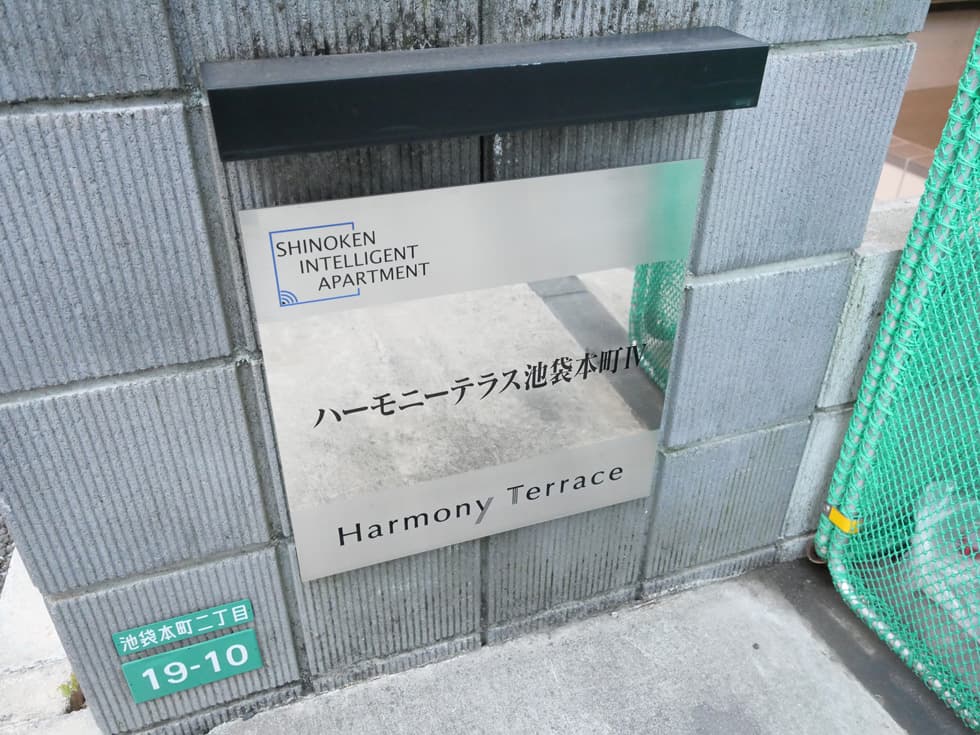 SHINOKEN
INTELLIGENT
APARTMENT
ハーモニーテラス池袋本町Ⅳ
Harmony Terrace
池袋本町二丁目
19-10